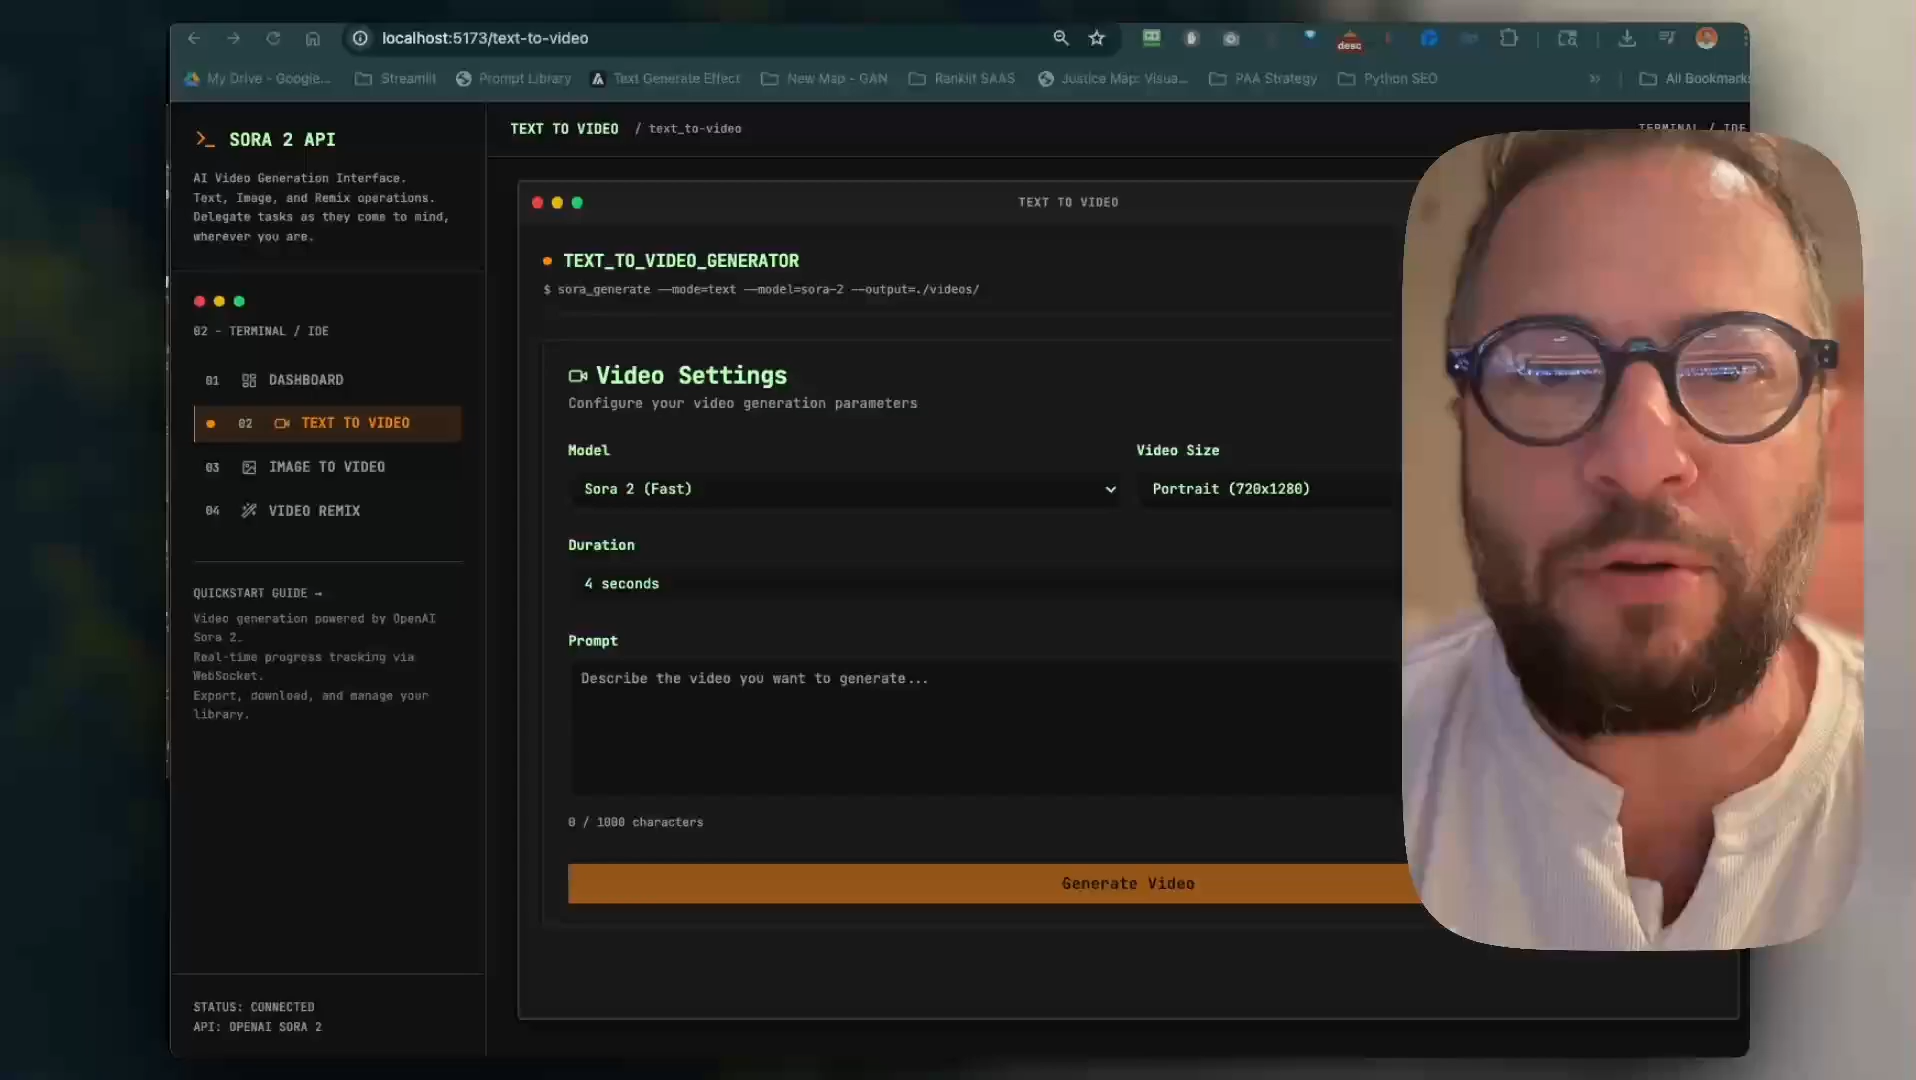 localhost:5173/text-to-video
desc
My Drive - Google...
Streamlit
Prompt Library
Text Generate Effect
New Map - GAN
Ranklit SAAS
Justice Map: Visua...
PAA Strategy
Python SEO
»
All Bookmarks
>_ SORA 2 API
AI Video Generation Interface.
Text, Image, and Remix operations.
Delegate tasks as they come to mind,
wherever you are.
02 - TERMINAL / IDE
01 DASHBOARD
02 TEXT TO VIDEO
03 IMAGE TO VIDEO
04 VIDEO REMIX
QUICKSTART GUIDE →
Video generation powered by OpenAI
Sora 2.
Real-time progress tracking via
WebSocket.
Export, download, and manage your
library.
STATUS: CONNECTED
API: OPENAI SORA 2
TEXT TO VIDEO / text_to-video
TERMINAL / IDE
TEXT TO VIDEO
TEXT_TO_VIDEO_GENERATOR
$ sora_generate --mode=text --model=sora-2 --output=./videos/
Video Settings
Configure your video generation parameters
Model
Sora 2 (Fast)
Video Size
Portrait (720x1280)
Duration
4 seconds
Prompt
Describe the video you want to generate...
0 / 1000 characters
Generate Video